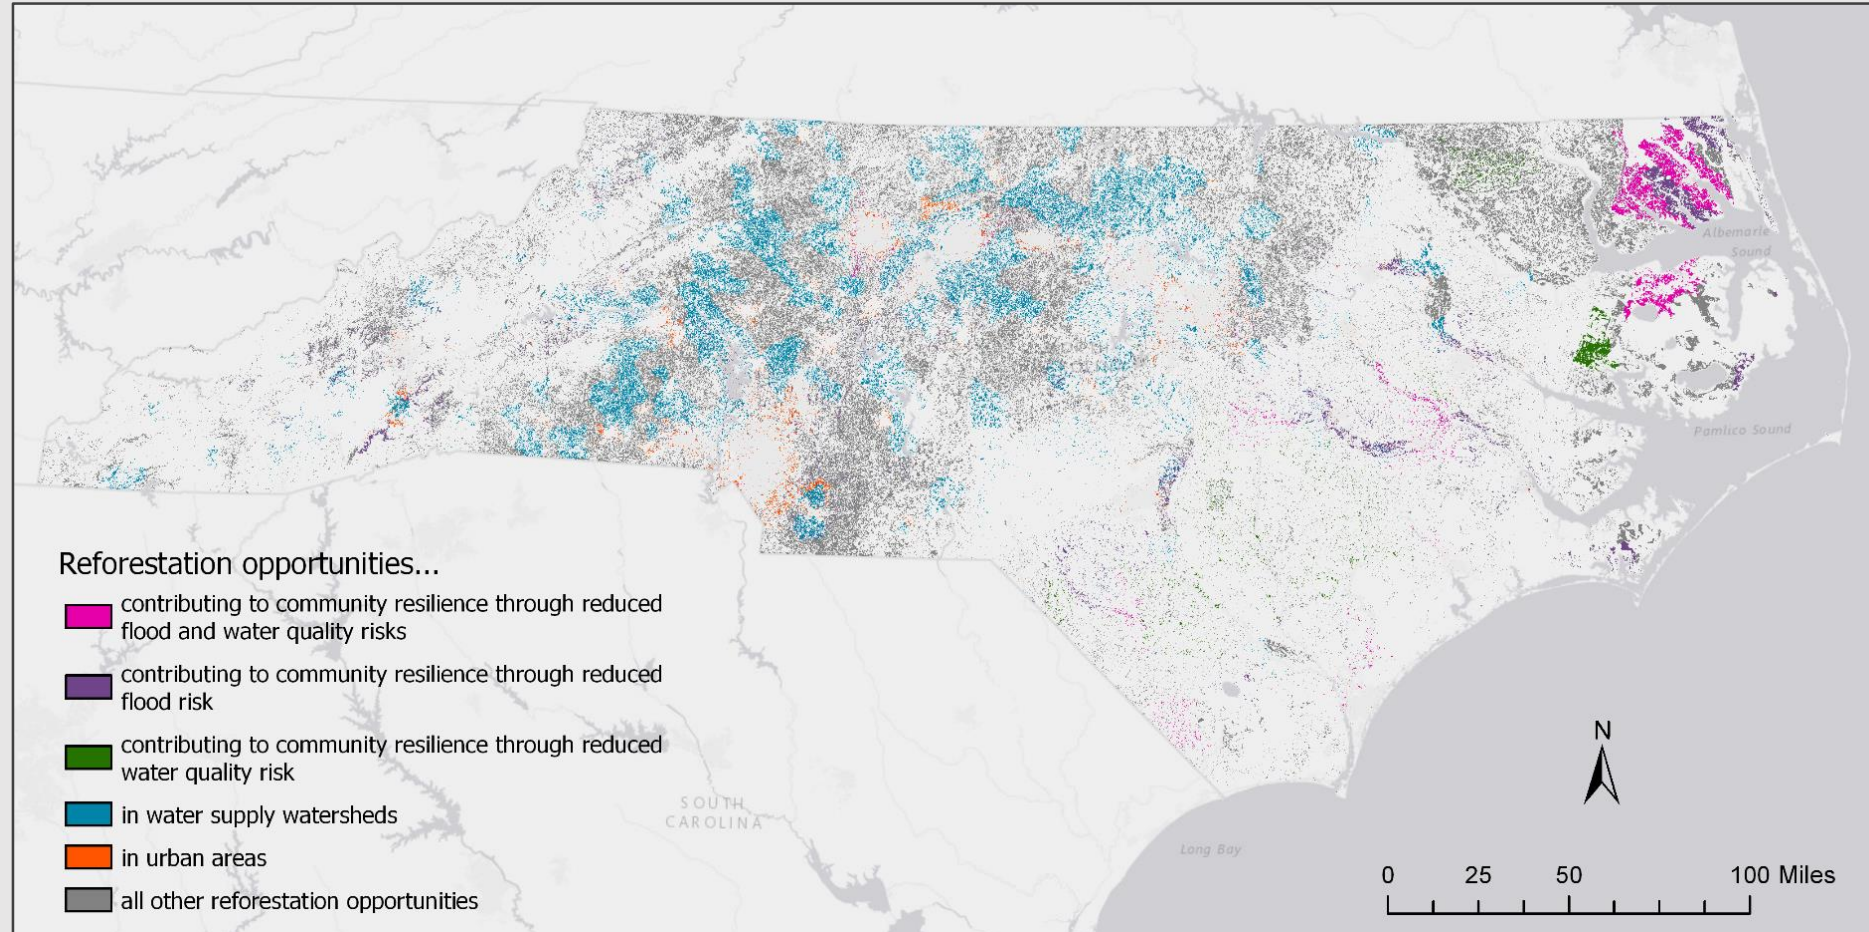 Albemarle
Sound
Pamlico Sound
Reforestation opportunities...
contributing to community resilience through reduced
flood and water quality risks
contributing to community resilience through reduced
flood risk
contributing to community resilience through reduced
water quality risk
in water supply watersheds
in urban areas
all other reforestation opportunities
SOUTH
CAROLINA
Long Bay
N
0 25 50 100 Miles